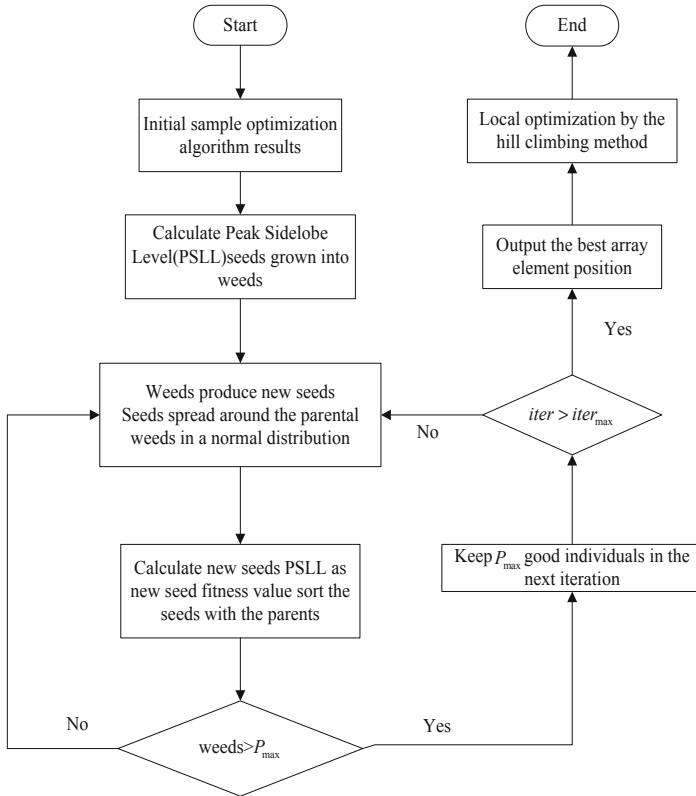 Start
Initial sample optimization
algorithm results
Calculate Peak Sidelobe
Level(PSLL)seeds grown into
weeds
Weeds produce new seeds
Seeds spread around the parental
weeds in a normal distribution
Calculate new seeds PSLL as
new seed fitness value sort the
seeds with the parents
weeds>Pmax
No
Yes
Keep Pmax good individuals in the
next iteration
iter > itermax
No
Yes
Output the best array
element position
Local optimization by the
hill climbing method
End